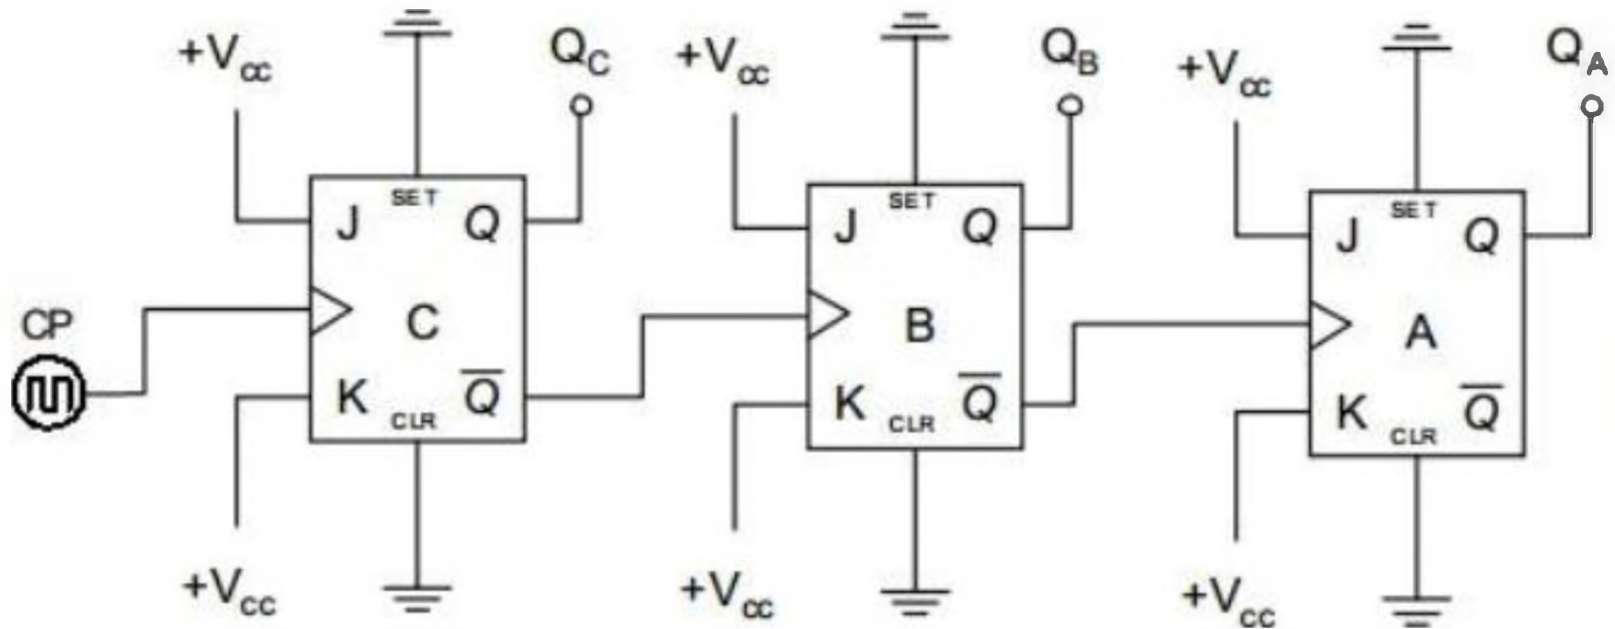 +Vcc
QC
+Vcc
QB
+Vcc
QA
SET
J
Q
CP
C
K
Q̅
CLR
+Vcc
SET
J
Q
B
K
Q̅
CLR
+Vcc
SET
J
Q
A
K
Q̅
CLR
+Vcc